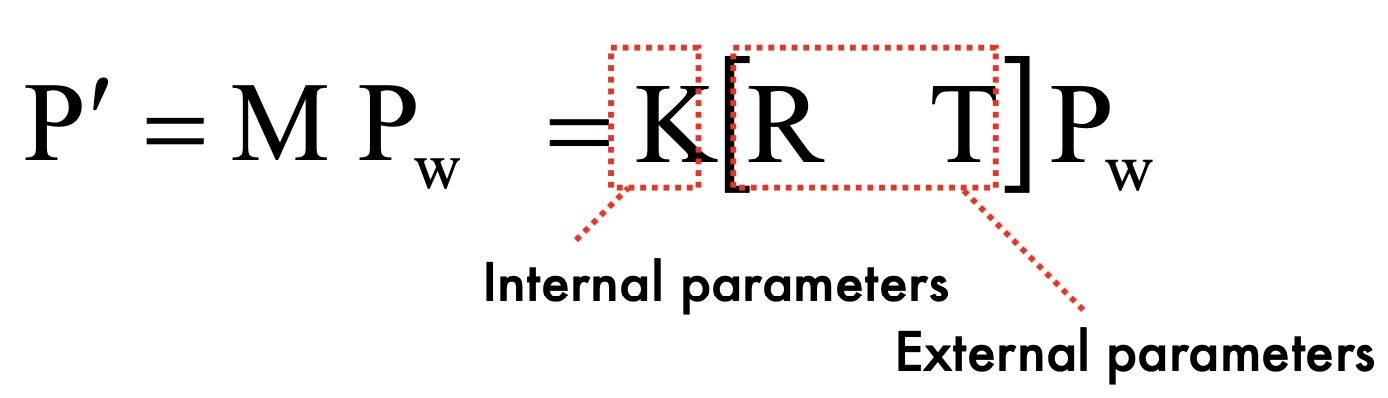 P′ = M P_w = K[R T]P_w
Internal parameters
External parameters